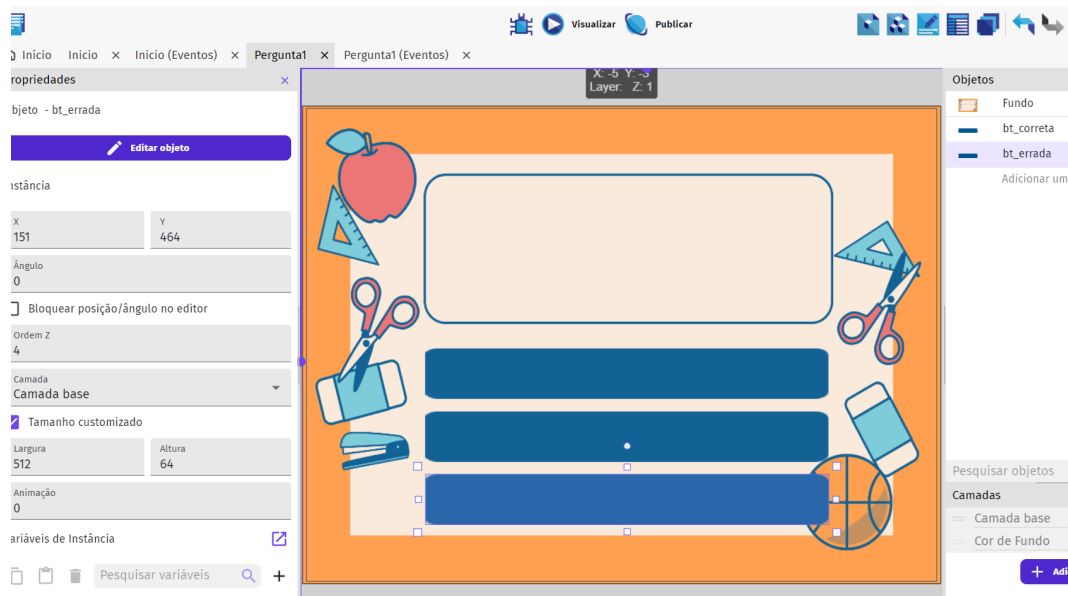 Visualizar
Publicar
Início
Inicio ×
Inicio (Eventos) ×
Pergunta1 ×
Pergunta1 (Eventos) ×
ropriedades ×
bjeto - bt_errada
Editar objeto
nstância
X
151
Y
464
Ângulo
0
Bloquear posição/ângulo no editor
Ordem Z
4
Camada
Camada base
Tamanho customizado
Largura
512
Altura
64
Animação
0
ariáveis de Instância
Pesquisar variáveis
X: -5 Y: -3
Layer: Z: 1
Objetos
Fundo
bt_correta
bt_errada
Adicionar um
Pesquisar objetos
Camadas
Camada base
Cor de Fundo
Adi